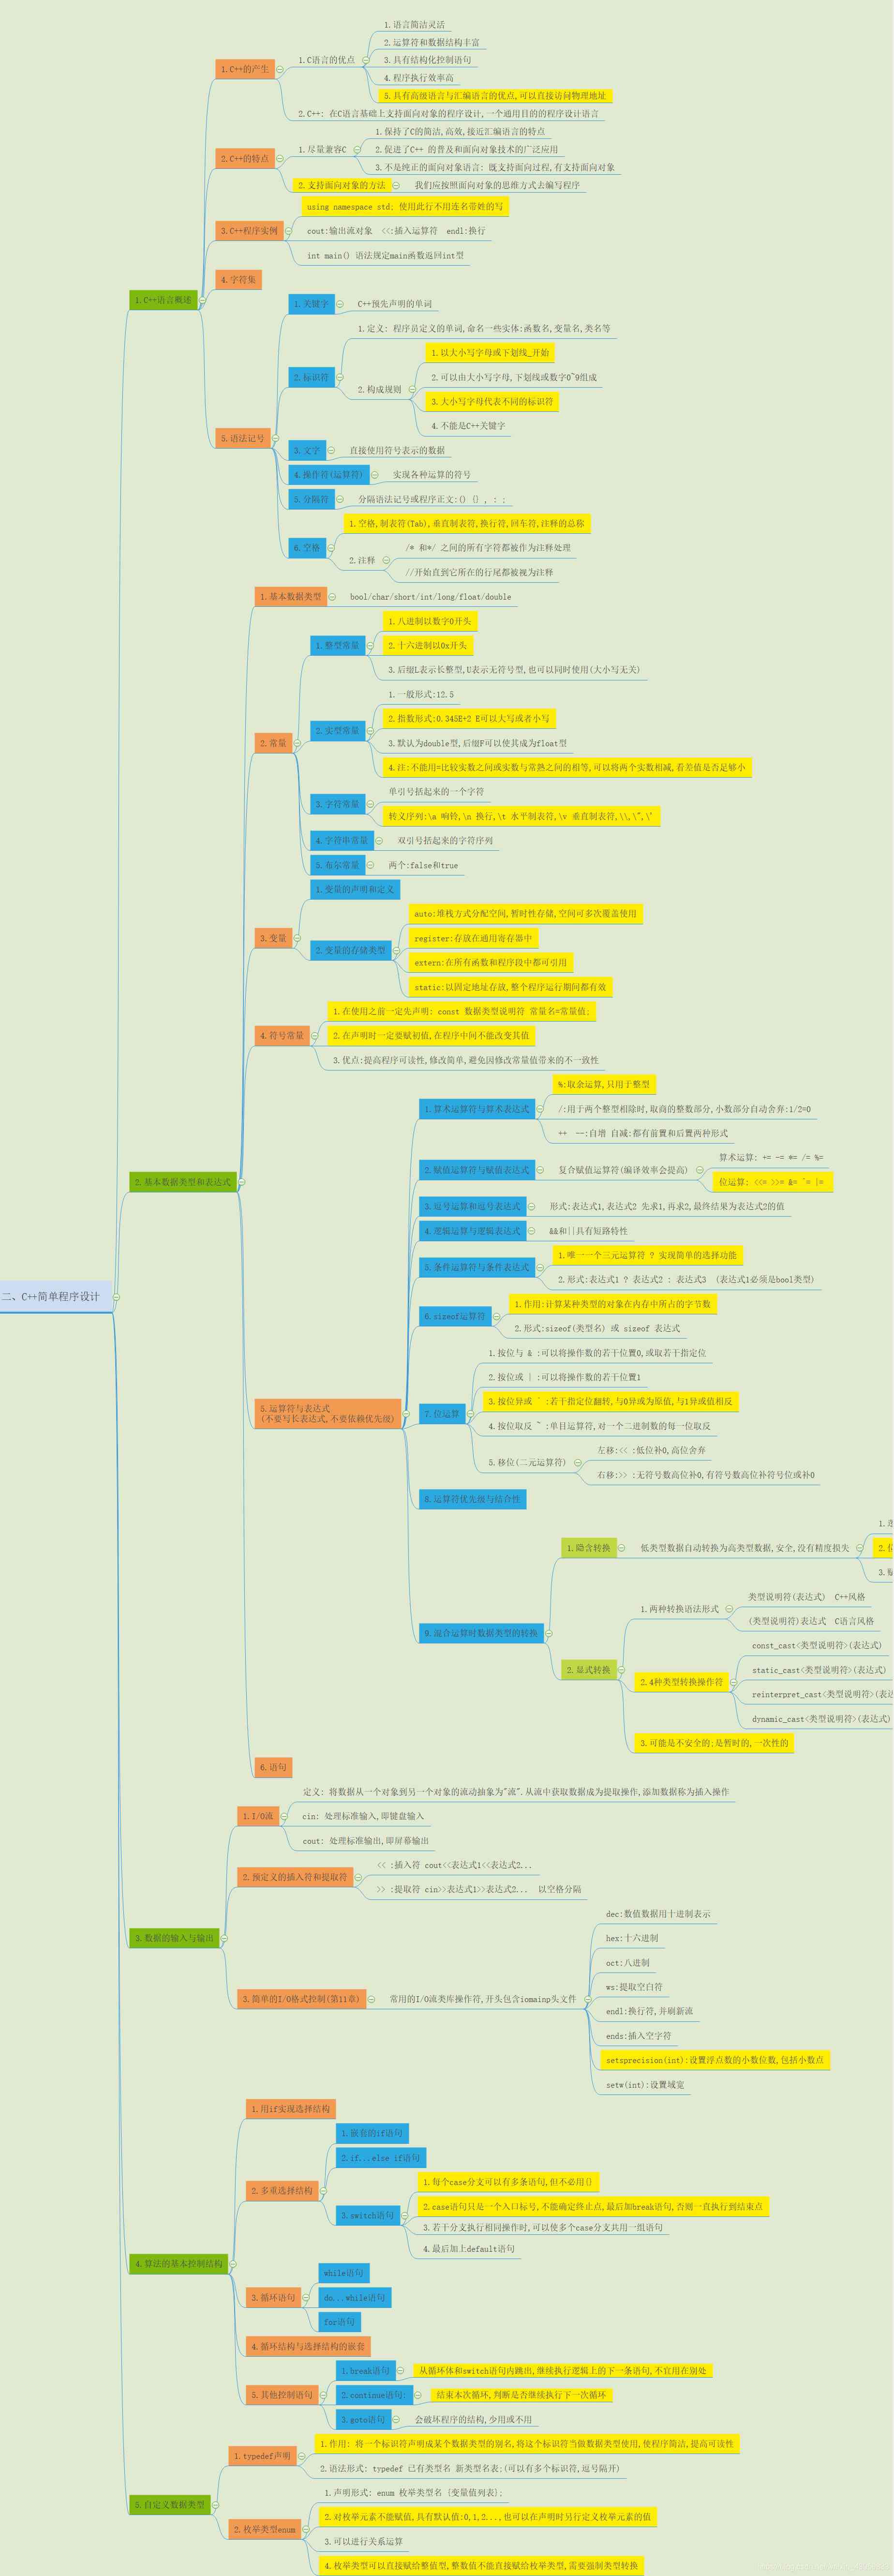 二、C++简单程序设计
1.C++语言概述
1.C++的产生
1.C语言的优点
1.语言简洁灵活
2.运算符和数据结构丰富
3.具有结构化控制语句
4.程序执行效率高
5.具有高级语言与汇编语言的优点,可以直接访问物理地址
2.C++: 在C语言基础上支持面向对象的程序设计,一个通用目的的程序设计语言
2.C++的特点
1.尽量兼容C
1.保持了C的简洁,高效,接近汇编语言的特点
2.促进了C++ 的普及和面向对象技术的广泛应用
3.不是纯正的面向对象语言: 既支持面向过程,有支持面向对象
2.支持面向对象的方法
我们应按照面向对象的思维方式去编写程序
3.C++程序实例
using namespace std; 使用此行不用连名带姓的写
cout:输出流对象 <<:插入运算符 endl:换行
int main() 语法规定main函数返回int型
4.字符集
5.语法记号
1.关键字
C++预先声明的单词
2.标识符
1.定义: 程序员定义的单词,命名一些实体:函数名,变量名,类名等
2.构成规则
1.以大小写字母或下划线_开始
2.可以由大小写字母,下划线或数字0~9组成
3.大小写字母代表不同的标识符
4.不能是C++关键字
3.文字
直接使用符号表示的数据
4.操作符(运算符)
实现各种运算的符号
5.分隔符
分隔语法记号或程序正文:() {} , : ;
6.空格
1.空格,制表符(Tab),垂直制表符,换行符,回车符,注释的总称
2.注释
/* 和*/ 之间的所有字符都被作为注释处理
//开始直到它所在的行尾都被视为注释
2.基本数据类型和表达式
1.基本数据类型
bool/char/short/int/long/float/double
2.常量
1.整型常量
1.八进制以数字0开头
2.十六进制以0x开头
3.后缀L表示长整型,U表示无符号型,也可以同时使用(大小写无关)
2.实型常量
1.一般形式:12.5
2.指数形式:0.345E+2 E可以大写或者小写
3.默认为double型,后缀F可以使其成为float型
4.注:不能用=比较实数之间或实数与常熟之间的相等,可以将两个实数相减,看差值是否足够小
3.字符常量
单引号括起来的一个字符
转义序列:\a 响铃,\n 换行,\t 水平制表符,\v 垂直制表符,\\,\",\'
4.字符串常量
双引号括起来的字符序列
5.布尔常量
两个:false和true
3.变量
1.变量的声明和定义
2.变量的存储类型
auto:堆栈方式分配空间,暂时性存储,空间可多次覆盖使用
register:存放在通用寄存器中
extern:在所有函数和程序段中都可引用
static:以固定地址存放,整个程序运行期间都有效
4.符号常量
1.在使用之前一定先声明: const 数据类型说明符 常量名=常量值;
2.在声明时一定要赋初值,在程序中间不能改变其值
3.优点:提高程序可读性,修改简单,避免因修改常量值带来的不一致性
5.运算符与表达式
(不要写长表达式,不要依赖优先级)
1.算术运算符与算术表达式
%:取余运算,只用于整型
/:用于两个整型相除时,取商的整数部分,小数部分自动舍弃:1/2=0
++ --:自增 自减:都有前置和后置两种形式
2.赋值运算符与赋值表达式
复合赋值运算符(编译效率会提高)
算术运算: += -= *= /= %=
位运算: <<= >>= &= ^= |=
3.逗号运算和逗号表达式
形式:表达式1,表达式2 先求1,再求2,最终结果为表达式2的值
4.逻辑运算与逻辑表达式
&&和||具有短路特性
5.条件运算符与条件表达式
1.唯一一个三元运算符 ? 实现简单的选择功能
2.形式:表达式1 ? 表达式2 : 表达式3 (表达式1必须是bool类型)
6.sizeof运算符
1.作用:计算某种类型的对象在内存中所占的字节数
2.形式:sizeof(类型名) 或 sizeof 表达式
7.位运算
1.按位与 & :可以将操作数的若干位置0,或取若干指定位
2.按位或 | :可以将操作数的若干位置1
3.按位异或 ^ :若干指定位翻转,与0异或为原值,与1异或值相反
4.按位取反 ~ :单目运算符,对一个二进制数的每一位取反
5.移位(二元运算符)
左移:<< :低位补0,高位舍弃
右移:>> :无符号数高位补0,有符号数高位补符号位或补0
8.运算符优先级与结合性
9.混合运算时数据类型的转换
1.隐含转换
低类型数据自动转换为高类型数据,安全,没有精度损失
1.
2.
3.
2.显式转换
1.两种转换语法形式
类型说明符(表达式) C++风格
(类型说明符)表达式 C语言风格
2.4种类型转换操作符
const_cast<类型说明符>(表达式)
static_cast<类型说明符>(表达式)
reinterpret_cast<类型说明符>(表
dynamic_cast<类型说明符>(表达式)
3.可能是不安全的;是暂时的,一次性的
6.语句
3.数据的输入与输出
1.I/O流
定义: 将数据从一个对象到另一个对象的流动抽象为"流".从流中获取数据成为提取操作,添加数据称为插入操作
cin: 处理标准输入,即键盘输入
cout: 处理标准输出,即屏幕输出
2.预定义的插入符和提取符
<< :插入符 cout<<表达式1<<表达式2...
>> :提取符 cin>>表达式1>>表达式2... 以空格分隔
3.简单的I/O格式控制(第11章)
常用的I/O流类库操作符,开头包含iomainp头文件
dec:数值数据用十进制表示
hex:十六进制
oct:八进制
ws:提取空白符
endl:换行符,并刷新流
ends:插入空字符
setsprecision(int):设置浮点数的小数位数,包括小数点
setw(int):设置域宽
4.算法的基本控制结构
1.用if实现选择结构
2.多重选择结构
1.嵌套的if语句
2.if...else if语句
3.switch语句
1.每个case分支可以有多条语句,但不必用{}
2.case语句只是一个入口标号,不能确定终止点,最后加break语句,否则一直执行到结束点
3.若干分支执行相同操作时,可以使多个case分支共用一组语句
4.最后加上default语句
3.循环语句
while语句
do...while语句
for语句
4.循环结构与选择结构的嵌套
5.其他控制语句
1.break语句
从循环体和switch语句内跳出,继续执行逻辑上的下一条语句,不宜用在别处
2.continue语句:
结束本次循环,判断是否继续执行下一次循环
3.goto语句
会破坏程序的结构,少用或不用
5.自定义数据类型
1.typedef声明
1.作用: 将一个标识符声明成某个数据类型的别名,将这个标识符当做数据类型使用,使程序简洁,提高可读性
2.语法形式: typedef 已有类型名 新类型名表;(可以有多个标识符,逗号隔开)
2.枚举类型enum
1.声明形式: enum 枚举类型名 {变量值列表};
2.对枚举元素不能赋值,具有默认值:0,1,2...,也可以在声明时另行定义枚举元素的值
3.可以进行关系运算
4.枚举类型可以直接赋给整值型,整数值不能直接赋给枚举类型,需要强制类型转换